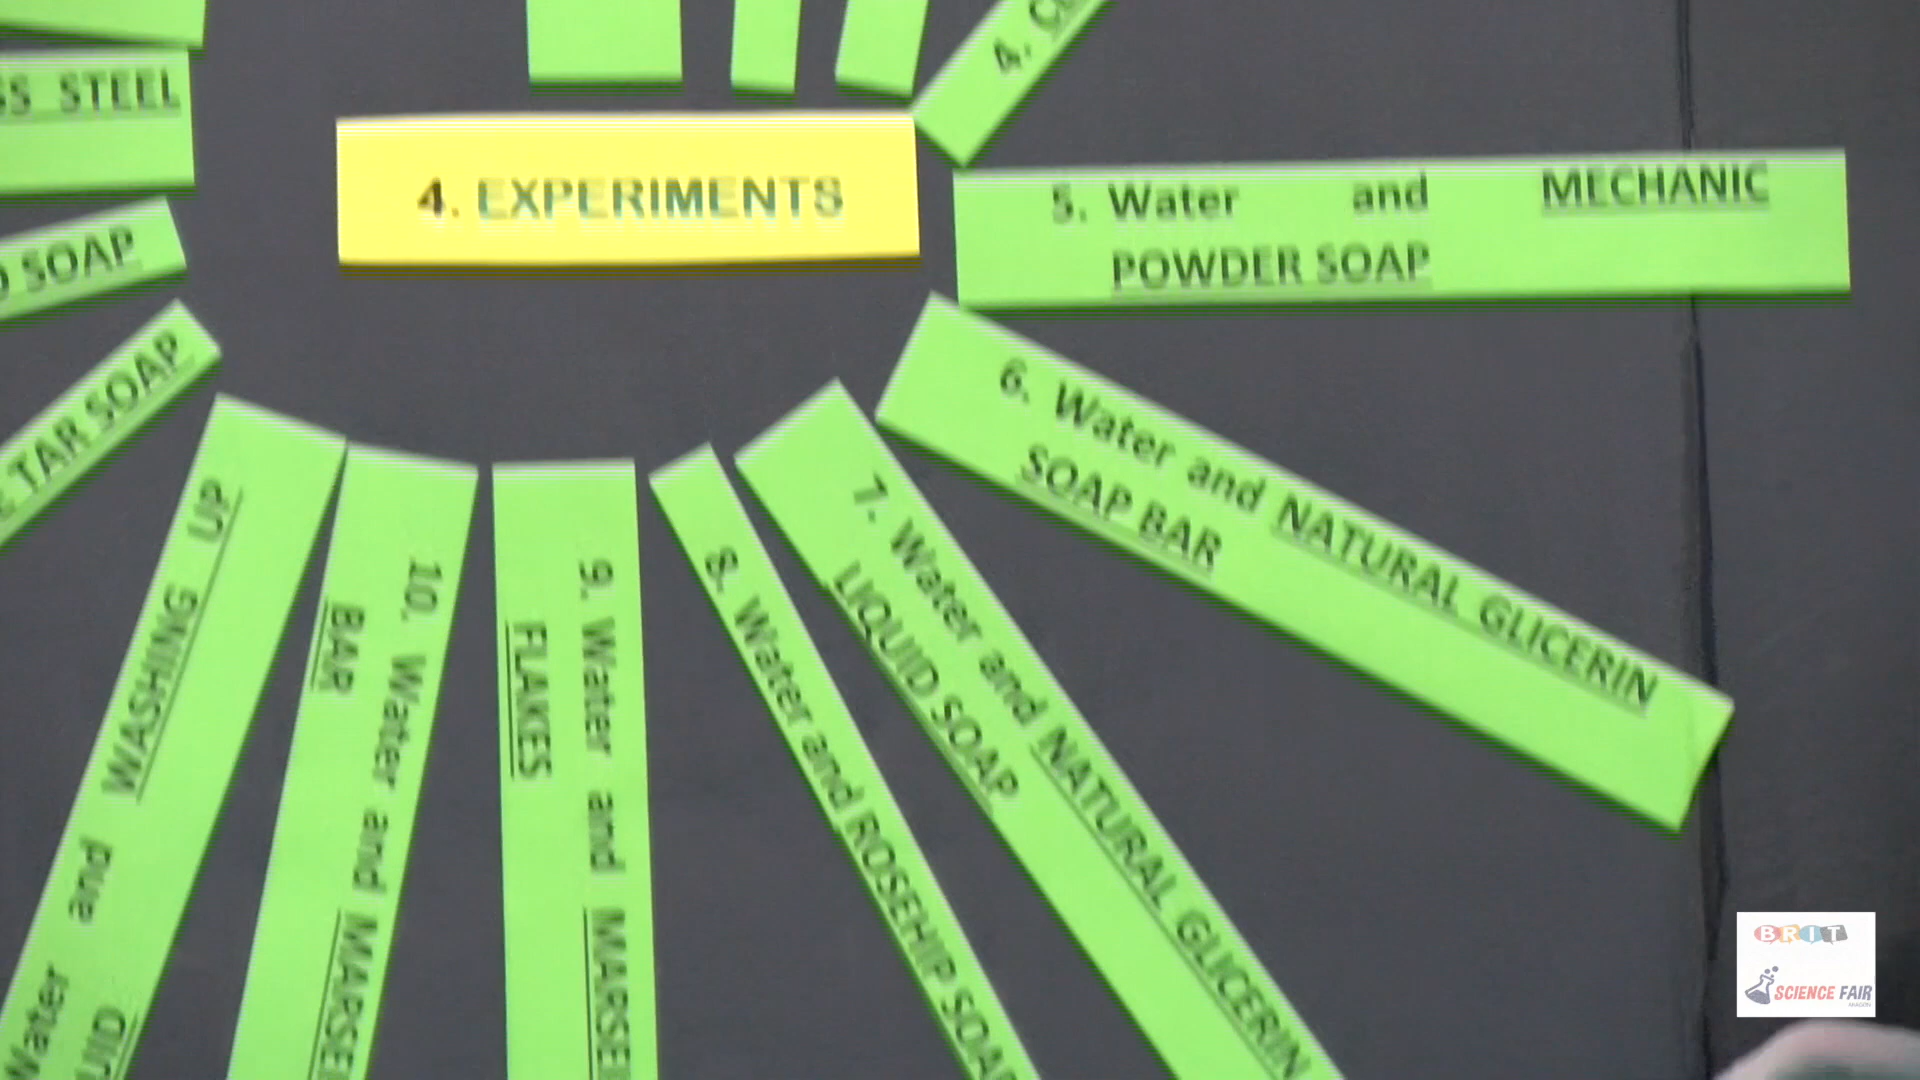 SS STEEL
SOAP
TAR SOAP
4. EXPERIMENTS
4.
5. Water and MECHANIC
POWDER SOAP
6. Water and NATURAL GLICERIN
SOAP BAR
7. Water and NATURAL GLICERIN
LIQUID SOAP
8. Water and ROSEHIP SOAP
9. Water and MARSE
FLAKES
10. Water and MARSE
BAR
Water and WASHING UP
BRIT
SCIENCE FAIR